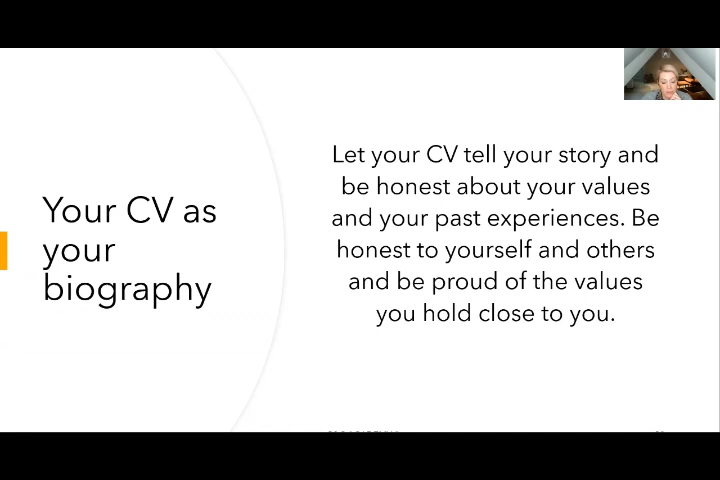 Your CV as
your
biography
Let your CV tell your story and
be honest about your values
and your past experiences. Be
honest to yourself and others
and be proud of the values
you hold close to you.